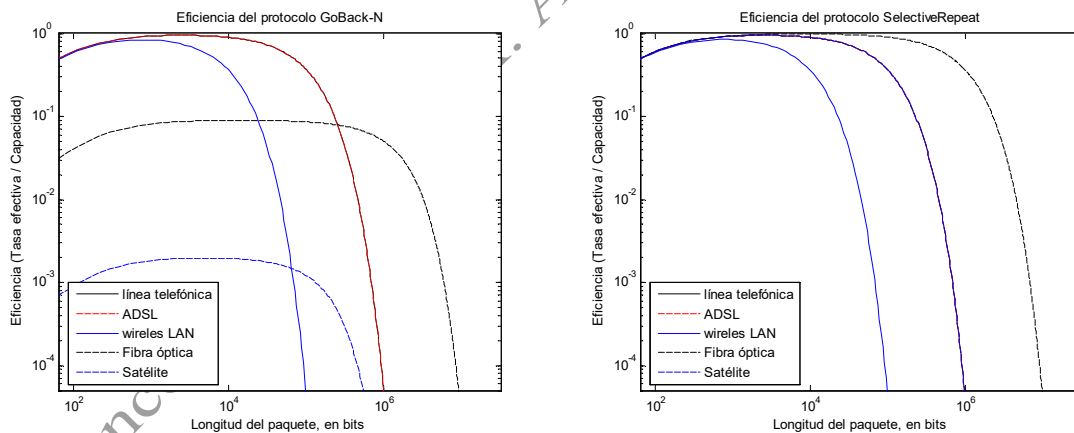 Eficiencia del protocolo GoBack-N
Eficiencia (Tasa efectiva / Capacidad)
10^0
10^-1
10^-2
10^-3
10^-4
línea telefónica
ADSL
wireles LAN
Fibra óptica
Satélite
10^2
10^4
10^6
Longitud del paquete, en bits
Eficiencia del protocolo SelectiveRepeat
Eficiencia (Tasa efectiva / Capacidad)
10^0
10^-1
10^-2
10^-3
10^-4
línea telefónica
ADSL
wireles LAN
Fibra óptica
Satélite
10^2
10^4
10^6
Longitud del paquete, en bits